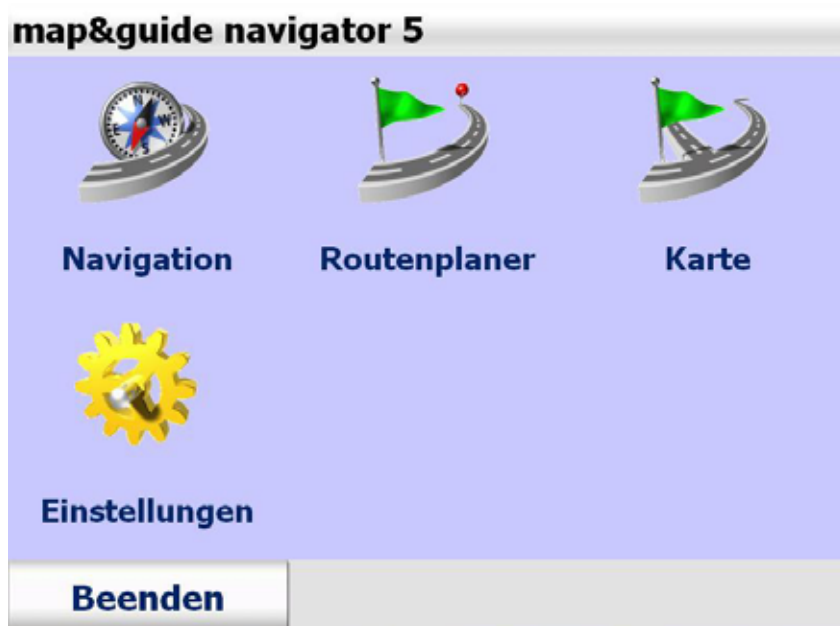 map&guide navigator 5
N
W
E
S
Navigation Routenplaner Karte
Einstellungen
Beenden